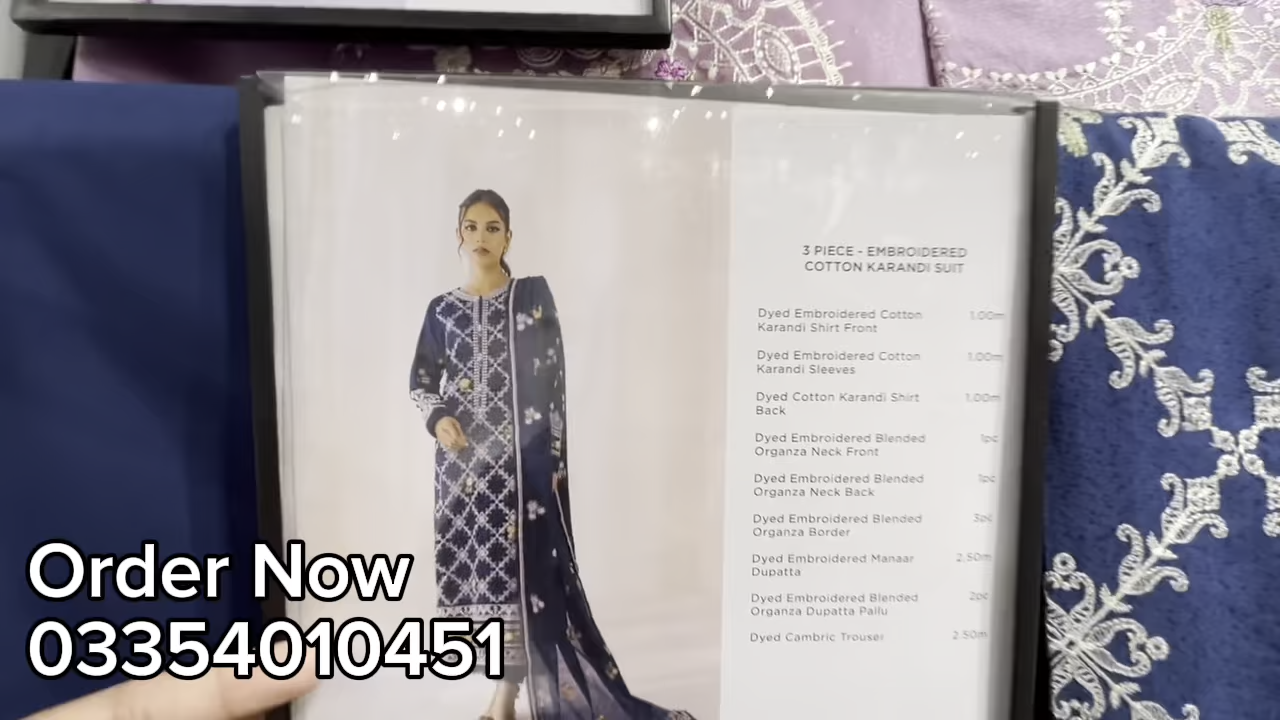 3 PIECE - EMBROIDERED
COTTON KARANDI SUIT
Dyed Embroidered Cotton 1.00m
Karandi Shirt Front
Dyed Embroidered Cotton 1.00m
Karandi Sleeves
Dyed Cotton Karandi Shirt 1.00m
Back
Dyed Embroidered Blended 1pc
Organza Neck Front
Dyed Embroidered Blended 1pc
Organza Neck Back
Dyed Embroidered Blended
Organza Border
Dyed Embroidered Manaar 2.50m
Dupatta
Dyed Embroidered Blended 2pc
Organza Dupatta Pallu
Dyed Cambric Trouser 2.50m
Order Now
03354010451